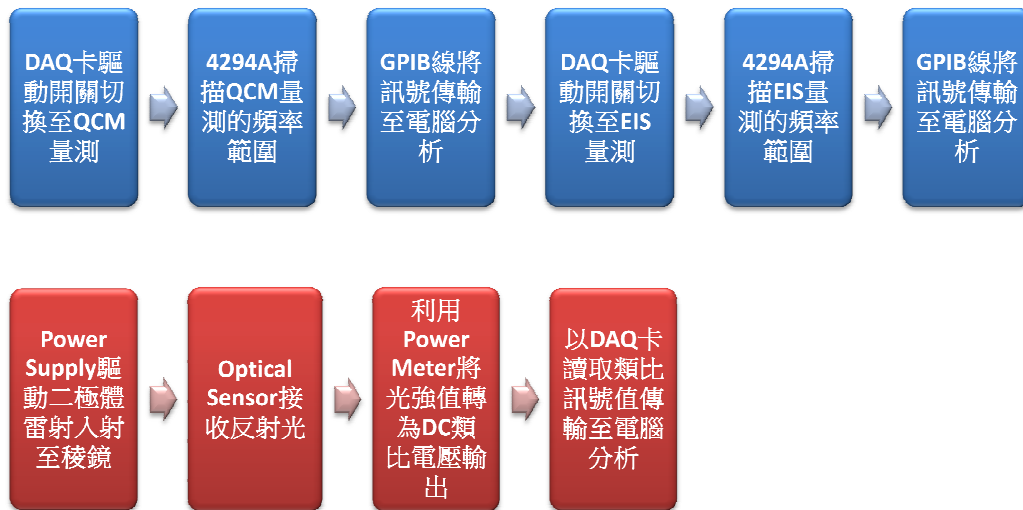 DAQ卡驅
動開關切
換至QCM
量測
4294A掃
描QCM量
測的頻率
範圍
GPIB線將
訊號傳輸
至電腦分
析
DAQ卡驅
動開關切
換至EIS
量測
4294A掃
描EIS量
測的頻率
範圍
GPIB線將
訊號傳輸
至電腦分
析
Power
Supply驅
動二極體
雷射入射
至稜鏡
Optical
Sensor接
收反射光
利用
Power
Meter將
光強值轉
為DC類
比電壓輸
出
以DAQ卡
讀取類比
訊號值傳
輸至電腦
分析